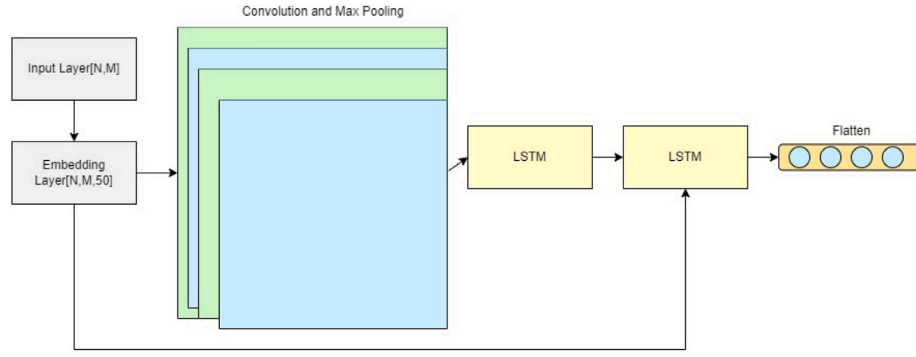 Convolution and Max Pooling
Input Layer[N,M]
Embedding
Layer[N,M,50]
LSTM
LSTM
Flatten